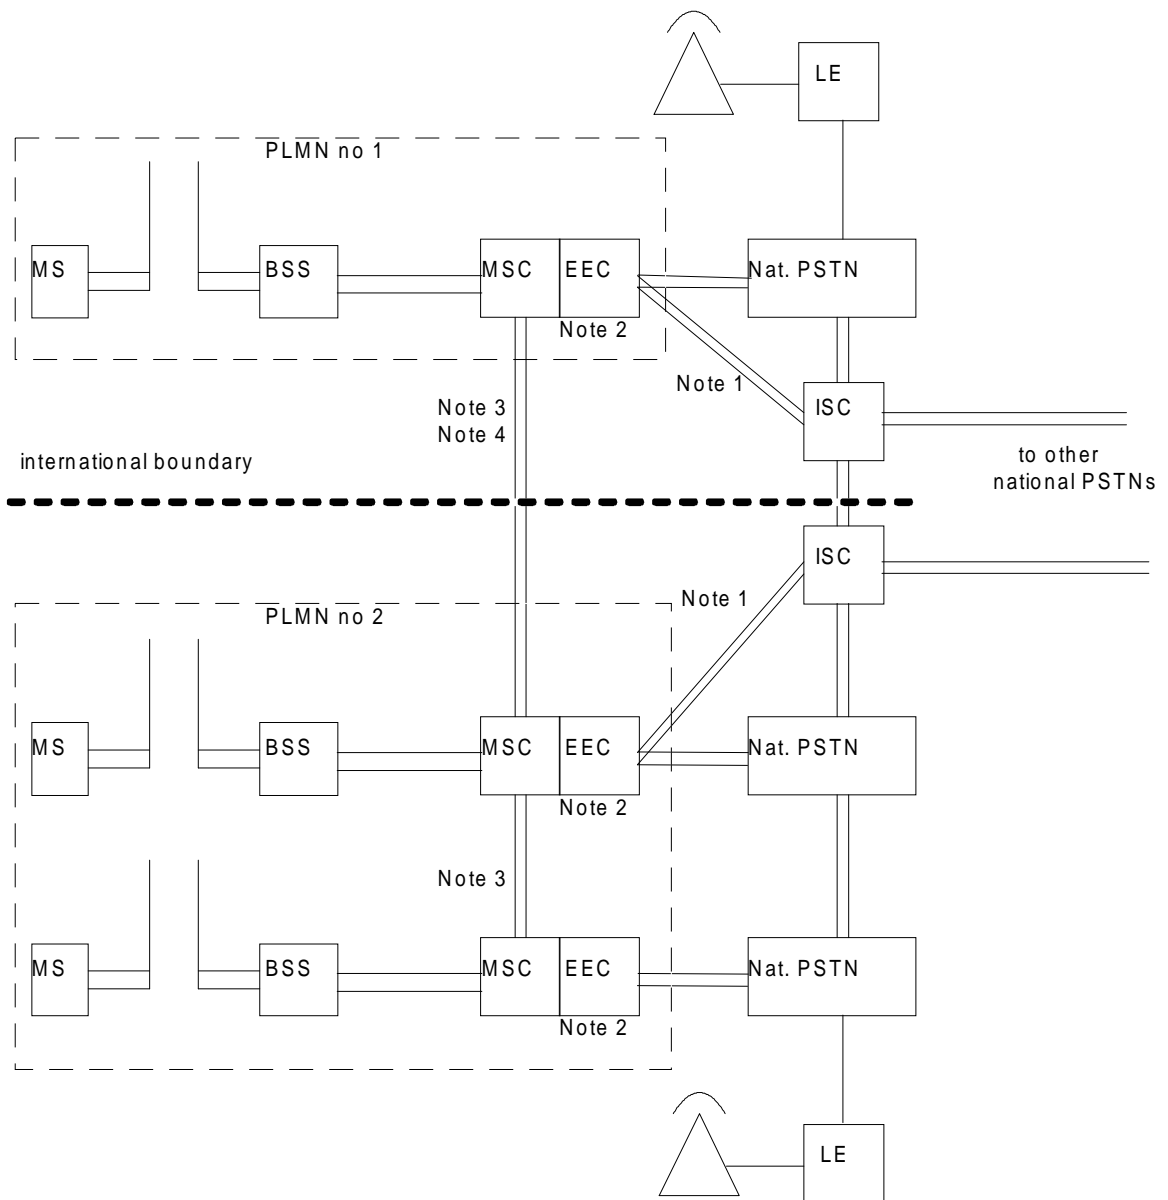 LE
PLMN no 1
MS
BSS
MSC
EEC
Nat. PSTN
Note 2
Note 1
ISC
Note 3
Note 4
to other
national PSTNs
international boundary
ISC
Note 1
PLMN no 2
MS
BSS
MSC
EEC
Nat. PSTN
Note 2
Note 3
MS
BSS
MSC
EEC
Nat. PSTN
Note 2
LE